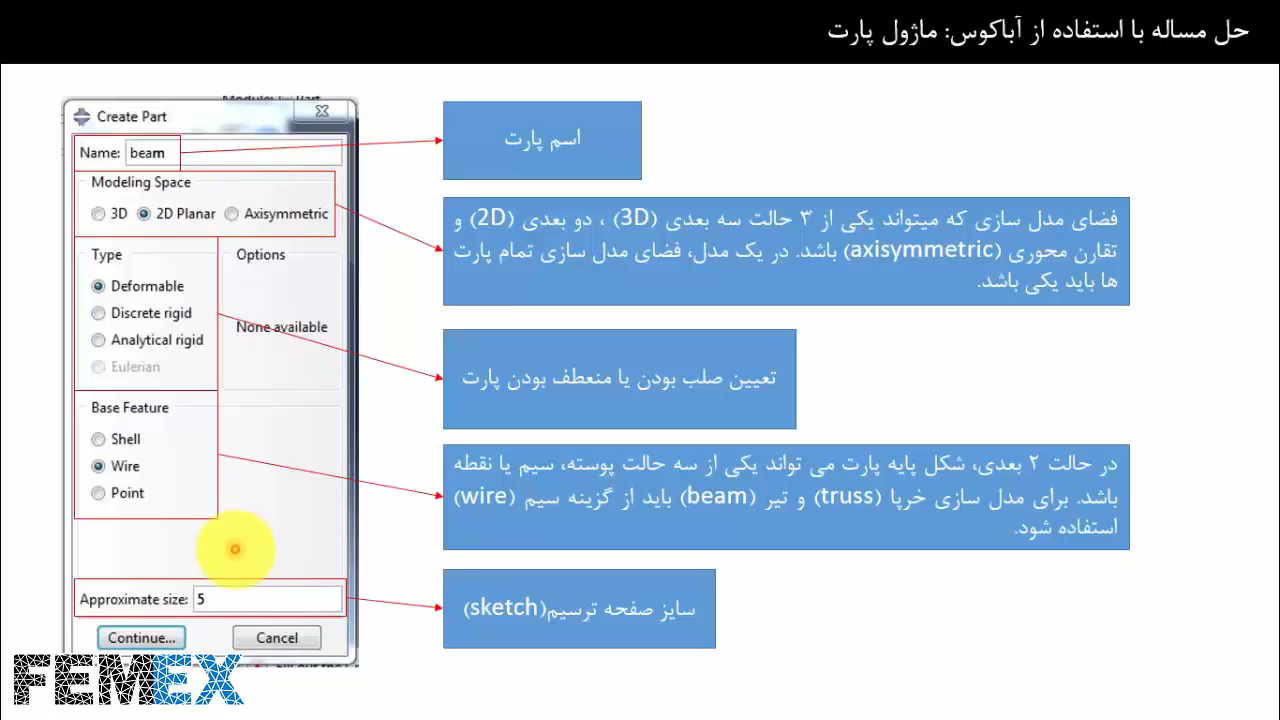 حل مساله با استفاده از آباکوس: ماژول پارت
Create Part
Name: beam
Modeling Space
3D 2D Planar Axisymmetric
Type
Options
Deformable
Discrete rigid
Analytical rigid
Eulerian
None available
Base Feature
Shell
Wire
Point
Approximate size: 5
Continue... Cancel
اسم پارت
فضای مدل سازی که میتواند یکی از ۳ حالت سه بعدی (3D) ، دو بعدی (2D) و
تقارن محوری (axisymmetric) باشد. در یک مدل، فضای مدل سازی تمام پارت
ها باید یکی باشد.
تعیین صلب بودن یا منعطف بودن پارت
در حالت ۲ بعدی، شکل پایه پارت می تواند یکی از سه حالت پوسته، سیم یا نقطه
باشد. برای مدل سازی خرپا (truss) و تیر (beam) باید از گزینه سیم (wire)
استفاده شود.
سایز صفحه ترسیم(sketch)
FEMEX